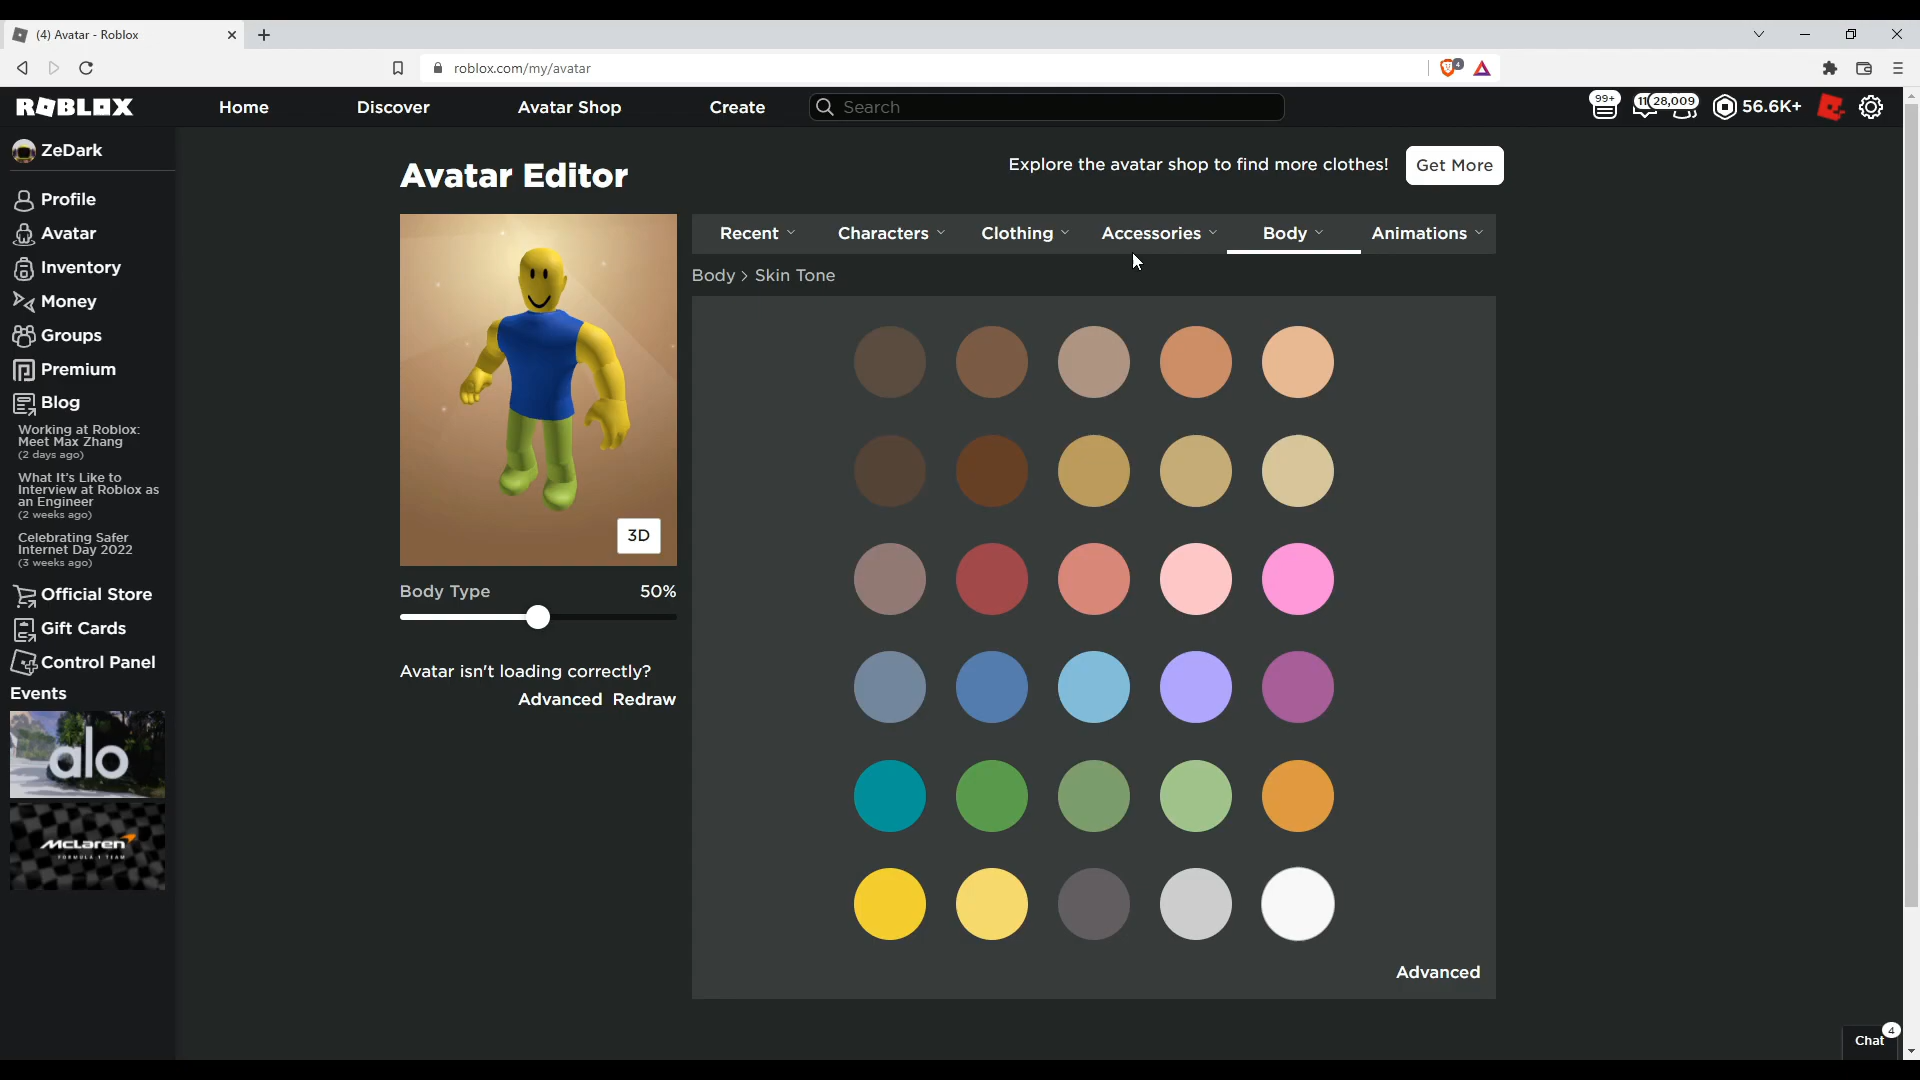 (4) Avatar - Roblox
roblox.com/my/avatar
4
ROBLOX
Home
Discover
Avatar Shop
Create
Search
99+
11
28,009
56.6K+
ZeDark
Profile
Avatar
Inventory
Money
Groups
Premium
Blog
Working at Roblox:
Meet Max Zhang
(2 days ago)
What It's Like to
Interview at Roblox as
an Engineer
(2 weeks ago)
Celebrating Safer
Internet Day 2022
(3 weeks ago)
Official Store
Gift Cards
Control Panel
Events
alo
McLaren
FORMULA 1 TEAM
Avatar Editor
Explore the avatar shop to find more clothes!
Get More
3D
Body Type
50%
Avatar isn't loading correctly?
Advanced Redraw
Recent
Characters
Clothing
Accessories
Body
Animations
Body > Skin Tone
Advanced
Chat
4